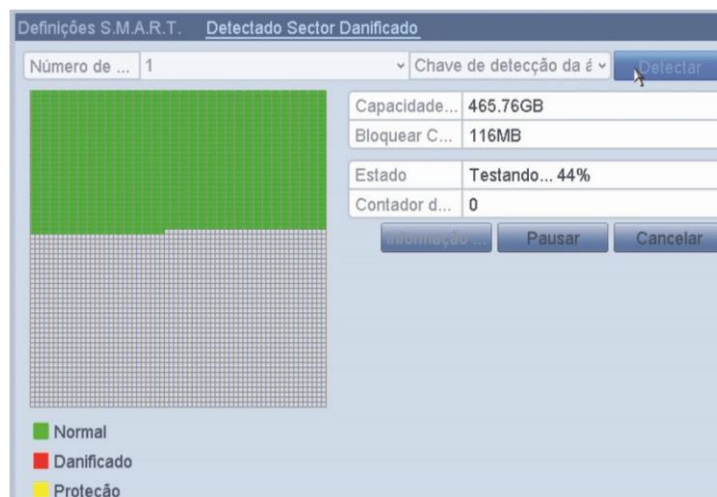 Definições S.M.A.R.T. Detectado Sector Danificado
Número de ... 1 Chave de detecção da á Detectar
Capacidade... 465.76GB
Bloquear C... 116MB
Estado Testando... 44%
Contador d... 0
Informação ... Pausar Cancelar
Normal
Danificado
Proteção